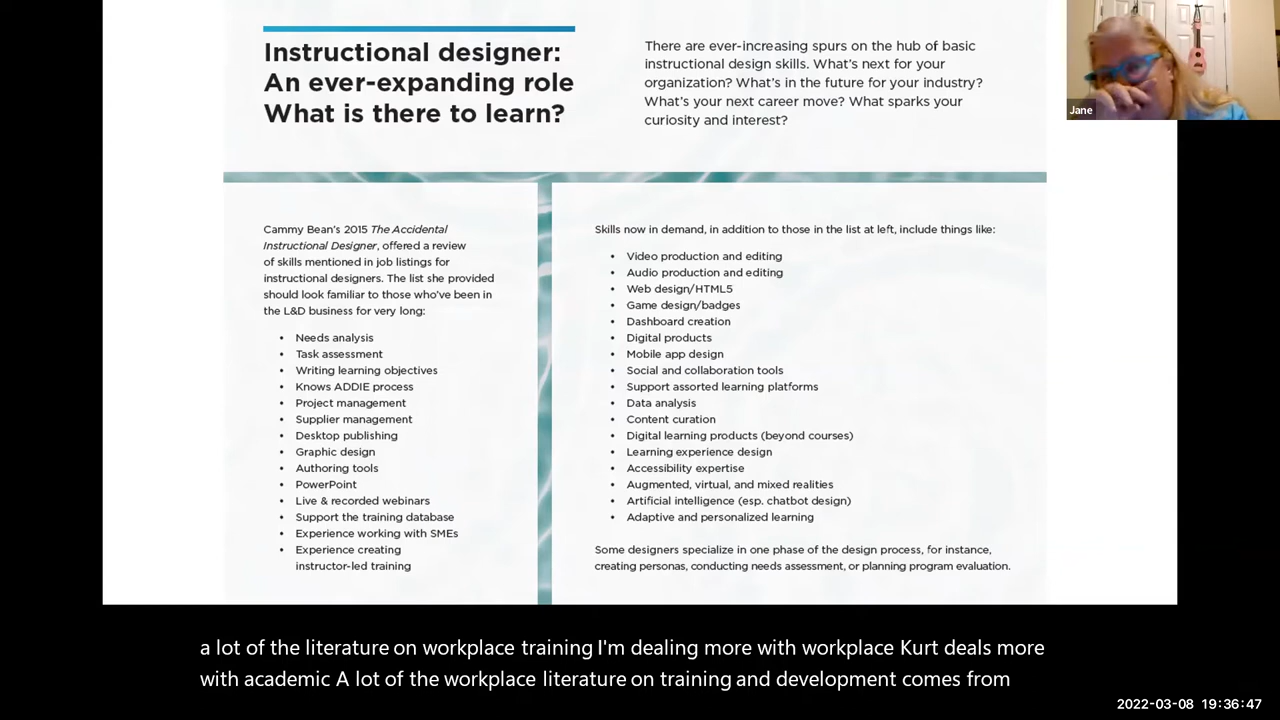 Instructional designer:
An ever-expanding role
What is there to learn?
There are ever-increasing spurs on the hub of basic
instructional design skills. What's next for your
organization? What's in the future for your industry?
What's your next career move? What sparks your
curiosity and interest?
Jane
Cammy Bean's 2015 The Accidental
Instructional Designer, offered a review
of skills mentioned in job listings for
instructional designers. The list she provided
should look familiar to those who've been in
the L&D business for very long:
• Needs analysis
• Task assessment
• Writing learning objectives
• Knows ADDIE process
• Project management
• Supplier management
• Desktop publishing
• Graphic design
• Authoring tools
• PowerPoint
• Live & recorded webinars
• Support the training database
• Experience working with SMEs
• Experience creating
instructor-led training
Skills now in demand, in addition to those in the list at left, include things like:
• Video production and editing
• Audio production and editing
• Web design/HTML5
• Game design/badges
• Dashboard creation
• Digital products
• Mobile app design
• Social and collaboration tools
• Support assorted learning platforms
• Data analysis
• Content curation
• Digital learning products (beyond courses)
• Learning experience design
• Accessibility expertise
• Augmented, virtual, and mixed realities
• Artificial intelligence (esp. chatbot design)
• Adaptive and personalized learning
Some designers specialize in one phase of the design process, for instance,
creating personas, conducting needs assessment, or planning program evaluation.
a lot of the literature on workplace training I'm dealing more with workplace Kurt deals more
with academic A lot of the workplace literature on training and development comes from
2022-03-08 19:36:47